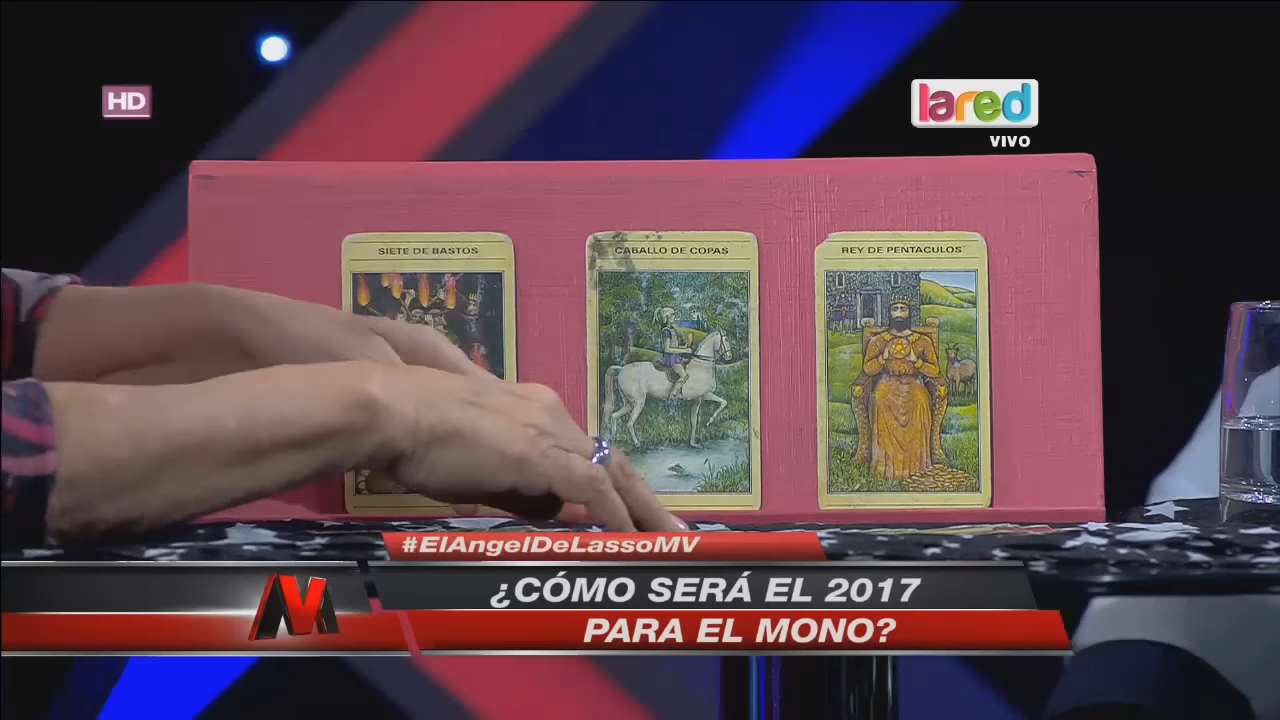 HD
lared
VIVO
SIETE DE BASTOS
CABALLO DE COPAS
REY DE PENTACULOS
#ElAngelDeLassoMV
¿CÓMO SERÁ EL 2017
PARA EL MONO?